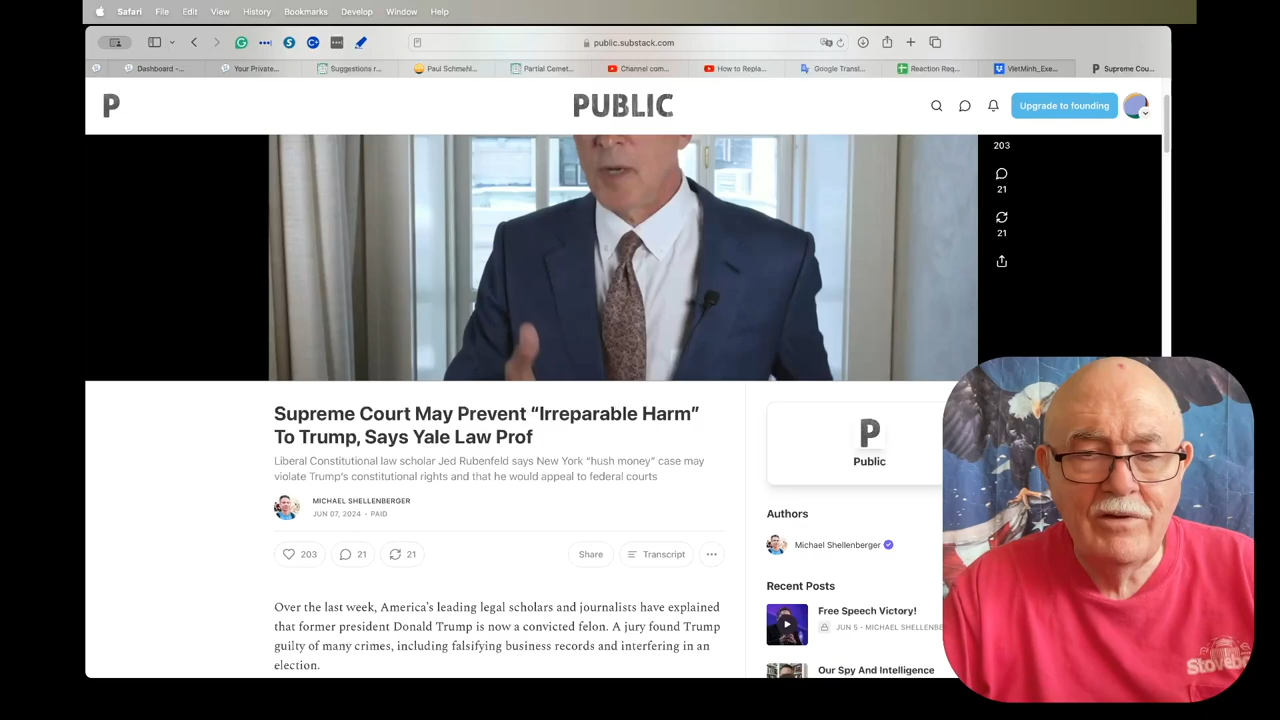 Safari File Edit View History Bookmarks Develop Window Help
public.substack.com
Dashboard -... Your Private... Suggestions r... Paul Schmehl... Partial Cemet... Channel com... How to Repla... Google Transl... Reaction Req... VietMinh_Exe... Supreme Cou...
P PUBLIC Upgrade to founding
203
21
21
Supreme Court May Prevent “Irreparable Harm”
To Trump, Says Yale Law Prof
Liberal Constitutional law scholar Jed Rubenfeld says New York “hush money” case may
violate Trump’s constitutional rights and that he would appeal to federal courts
MICHAEL SHELLENBERGER
JUN 07, 2024 • PAID
203 21 21 Share Transcript
Over the last week, America’s leading legal scholars and journalists have explained
that former president Donald Trump is now a convicted felon. A jury found Trump
guilty of many crimes, including falsifying business records and interfering in an
election.
P
Public
Authors
Michael Shellenberger
Recent Posts
Free Speech Victory!
JUN 5 • MICHAEL SHELLENBE
Our Spy And Intelligence